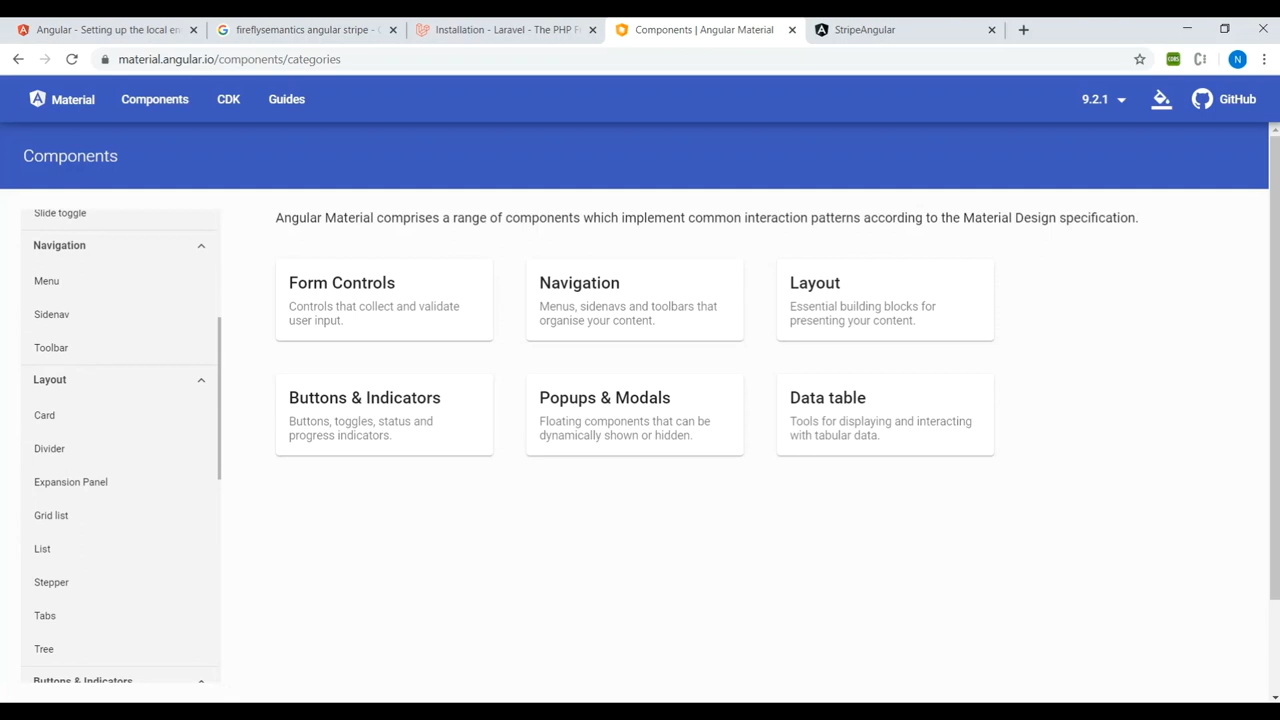 Angular - Setting up the local en
fireflysemantics angular stripe -
Installation - Laravel - The PHP F
Components | Angular Material
StripeAngular
material.angular.io/components/categories
N
Material
Components
CDK
Guides
9.2.1
GitHub
Components
Slide toggle
Navigation
Menu
Sidenav
Toolbar
Layout
Card
Divider
Expansion Panel
Grid list
List
Stepper
Tabs
Tree
Buttons & Indicators
Angular Material comprises a range of components which implement common interaction patterns according to the Material Design specification.
Form Controls
Controls that collect and validate
user input.
Navigation
Menus, sidenavs and toolbars that
organise your content.
Layout
Essential building blocks for
presenting your content.
Buttons & Indicators
Buttons, toggles, status and
progress indicators.
Popups & Modals
Floating components that can be
dynamically shown or hidden.
Data table
Tools for displaying and interacting
with tabular data.